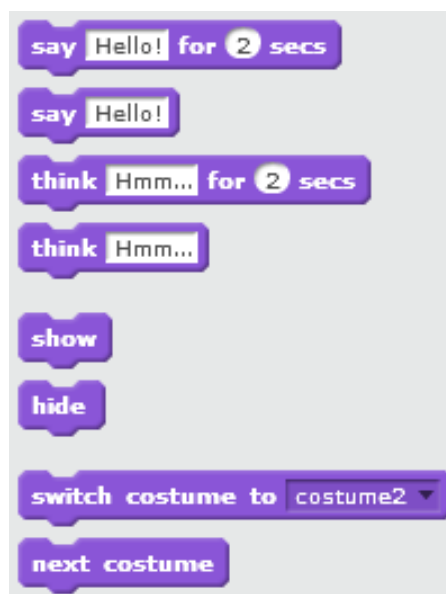 say Hello! for 2 secs
say Hello!
think Hmm... for 2 secs
think Hmm...
show
hide
switch costume to costume2
next costume